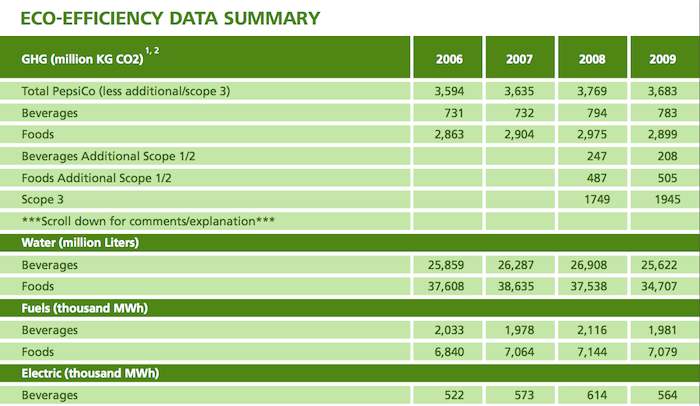 ECO-EFFICIENCY DATA SUMMARY
GHG (million KG CO2) 1, 2 2006 2007 2008 2009
Total PepsiCo (less additional/scope 3) 3,594 3,635 3,769 3,683
Beverages 731 732 794 783
Foods 2,863 2,904 2,975 2,899
Beverages Additional Scope 1/2 247 208
Foods Additional Scope 1/2 487 505
Scope 3 1749 1945
***Scroll down for comments/explanation***
Water (million Liters)
Beverages 25,859 26,287 26,908 25,622
Foods 37,608 38,635 37,538 34,707
Fuels (thousand MWh)
Beverages 2,033 1,978 2,116 1,981
Foods 6,840 7,064 7,144 7,079
Electric (thousand MWh)
Beverages 522 573 614 564